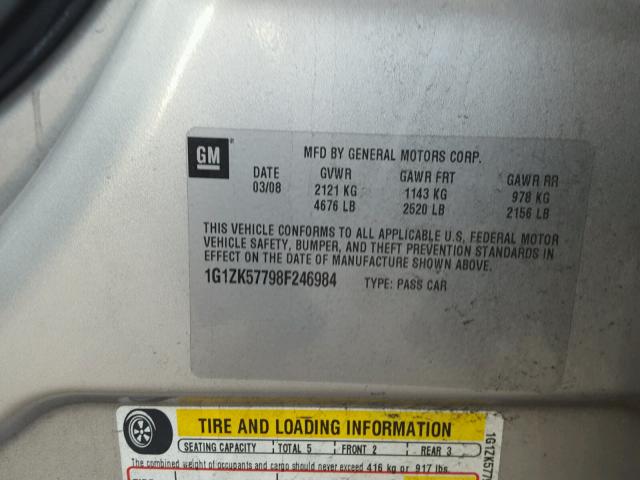 GM
MFD BY GENERAL MOTORS CORP.
DATE GVWR GAWR FRT GAWR RR
03/08 2121 KG 1143 KG 978 KG
4676 LB 2520 LB 2156 LB
THIS VEHICLE CONFORMS TO ALL APPLICABLE U.S. FEDERAL MOTOR
VEHICLE SAFETY, BUMPER, AND THEFT PREVENTION STANDARDS IN
EFFECT ON THE DATE OF MANUFACTURE SHOWN ABOVE.
1G1ZK57798F246984 TYPE: PASS CAR
TIRE AND LOADING INFORMATION
SEATING CAPACITY TOTAL 5 FRONT 2 REAR 3
The combined weight of occupants and cargo should never exceed 416 kg or 917 lbs.